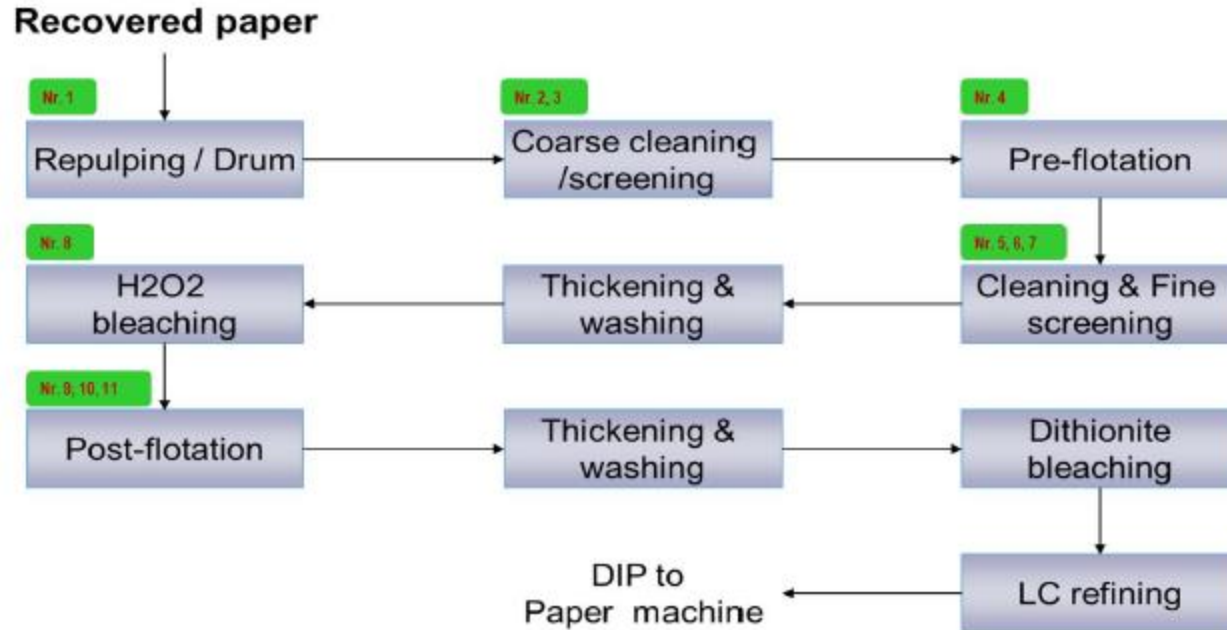 Recovered paper
Nr. 1
Nr. 2, 3
Nr. 4
Repulping / Drum
Coarse cleaning
/screening
Pre-flotation
Nr. 8
Nr. 5, 6, 7
H2O2
bleaching
Thickening &
washing
Cleaning & Fine
screening
Nr. 9, 10, 11
Post-flotation
Thickening &
washing
Dithionite
bleaching
DIP to
Paper machine
LC refining